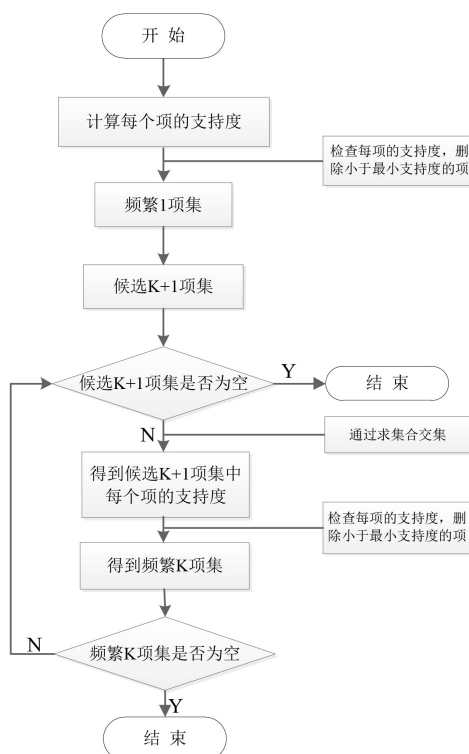 开 始
计算每个项的支持度
检查每项的支持度，删
除小于最小支持度的项
频繁1项集
候选K+1项集
候选K+1项集是否为空
Y
结 束
N
通过求集合交集
得到候选K+1项集中
每个项的支持度
检查每项的支持度，删
除小于最小支持度的项
得到频繁K项集
N
频繁K项集是否为空
Y
结 束